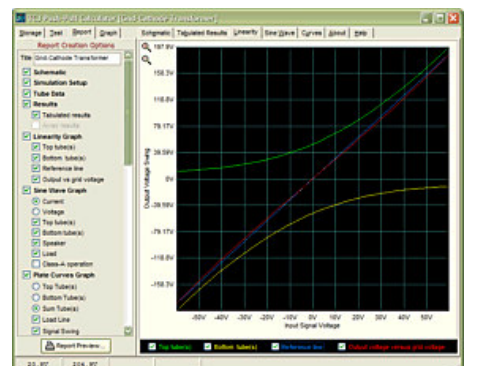 TCJ Push-Pull Calculator [Grid-Cathode Transformer]
Storage Test Report Graph
Schematic Tabulated Results Linearity Sine Wave Curves About Help
Report Creation Options
Title Grid-Cathode Transformer
Schematic
Simulation Setup
Tube Data
Results
Tabulated results
Array results
Linearity Graph
Top tube(s)
Bottom tube(s)
Reference line
Output vs grid voltage
Sine Wave Graph
Current
Voltage
Top tube(s)
Bottom tube(s)
Speaker
Load
Class-A operation
Plate Curves Graph
Top Tube(s)
Bottom Tube(s)
Sum Tube(s)
Load Line
Signal Swing
Report Preview...
197.9V
158.3V
118.8V
79.17V
39.59V
0V
-39.59V
-79.17V
-118.8V
-158.3V
Output Voltage Swing
-50V -40V -30V -20V -10V 0V 10V 20V 30V 40V 50V
Input Signal Voltage
Top tube(s) Bottom tube(s) Reference line Output voltage versus grid voltage